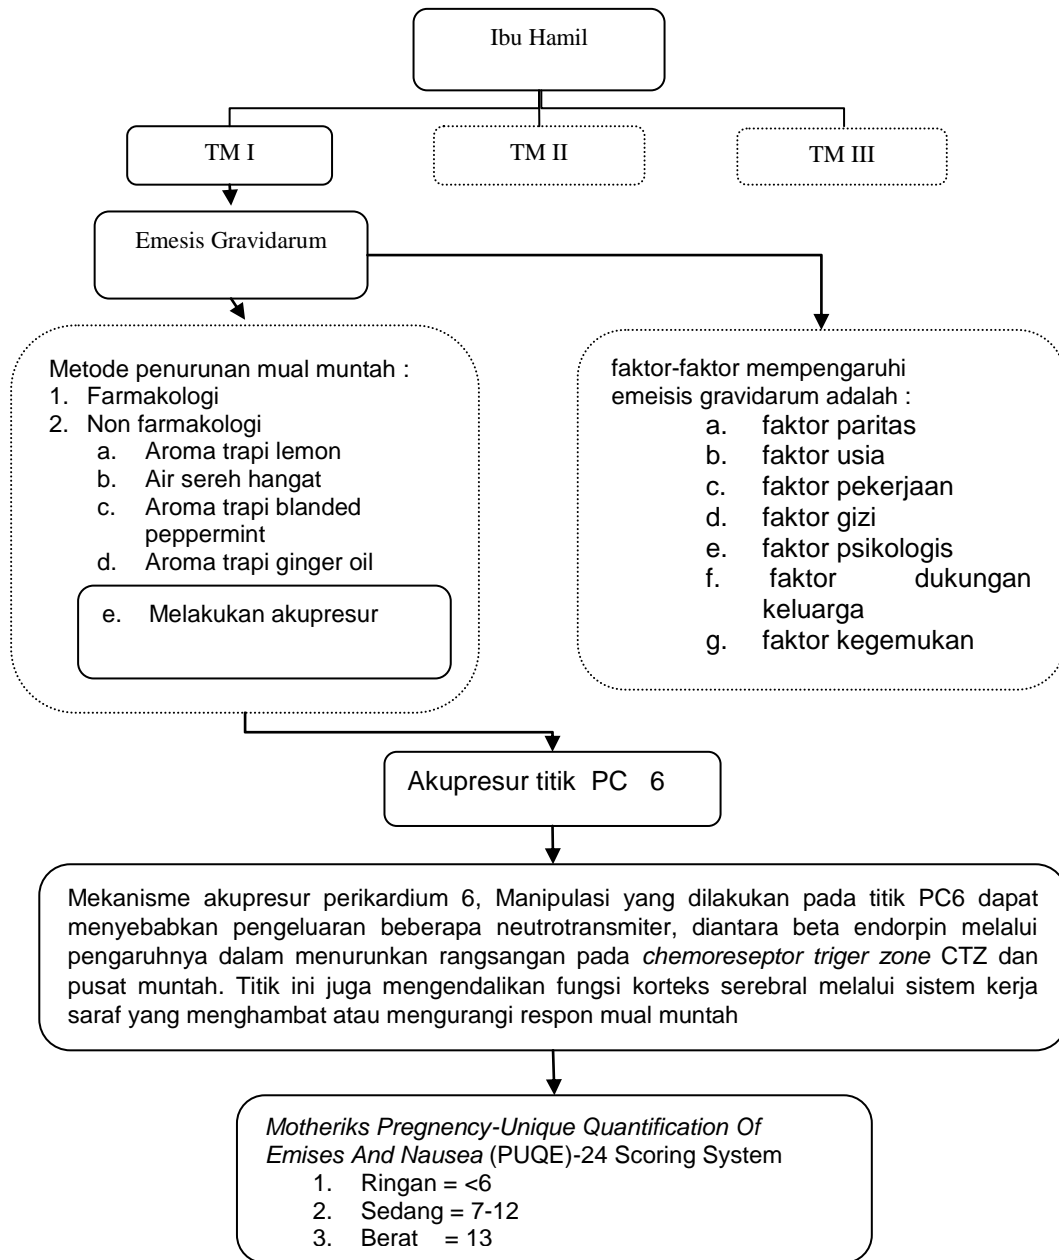 Ibu Hamil
TM I
TM II
TM III
Emesis Gravidarum
Metode penurunan mual muntah :
1. Farmakologi
2. Non farmakologi
a. Aroma trapi lemon
b. Air sereh hangat
c. Aroma trapi blanded
peppermint
d. Aroma trapi ginger oil
e. Melakukan akupresur
faktor-faktor mempengaruhi
emeisis gravidarum adalah :
a. faktor paritas
b. faktor usia
c. faktor pekerjaan
d. faktor gizi
e. faktor psikologis
f. faktor dukungan
keluarga
g. faktor kegemukan
Akupresur titik PC 6
Mekanisme akupresur perikardium 6, Manipulasi yang dilakukan pada titik PC6 dapat
menyebabkan pengeluaran beberapa neutrotransmiter, diantara beta endorpin melalui
pengaruhnya dalam menurunkan rangsangan pada chemoreseptor triger zone CTZ dan
pusat muntah. Titik ini juga mengendalikan fungsi korteks serebral melalui sistem kerja
saraf yang menghambat atau mengurangi respon mual muntah
Motheriks Pregnency-Unique Quantification Of
Emises And Nausea (PUQE)-24 Scoring System
1. Ringan = <6
2. Sedang = 7-12
3. Berat = 13